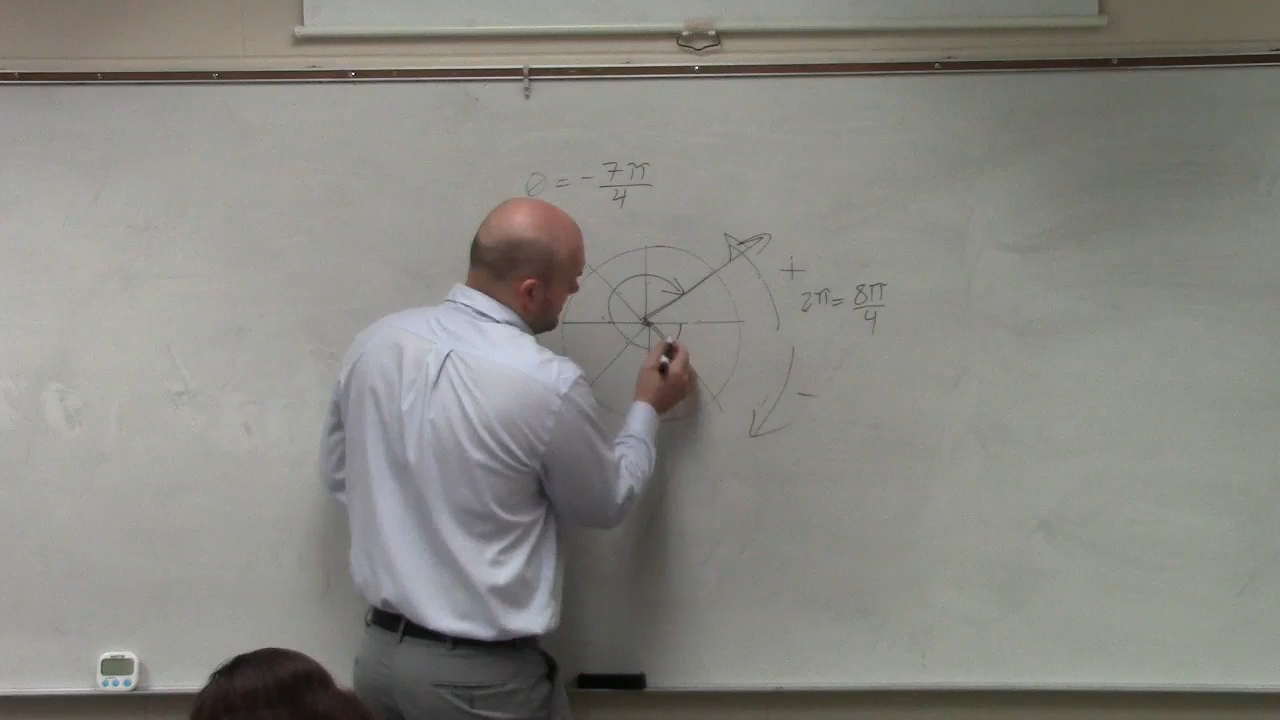 θ = - 7π/4
+
2π = 8π/4
-